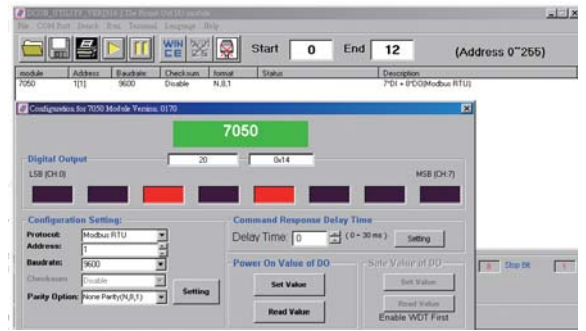 DCON_UTILITY_VER
File COM Port Search Run Terminal Language Help
WIN CE Start 0 End 12 (Address 0~255)
module Address Baudrate Checksum format Status Description
7050 1[1] 9600 Disable N,8,1 7*DI + 8*DO(Modbus RTU)
Configuration for 7050 Module Version: 0170
7050
Digital Output 20 0x14
LSB (CH:0) MSB (CH:7)
Configuration Setting: Command Response Delay Time
Protocol: Modbus RTU
Address: 1
Delay Time: 0 ( 0 ~ 30 ms ) Setting
Baudrate: 9600
Power On Value of DO Safe Value of DO
Checksum: Disable
Parity Option: None Parity(N,8,1) Setting
Set Value Set Value
Read Value Read Value
Enable WDT First
8 Stop Bit 1